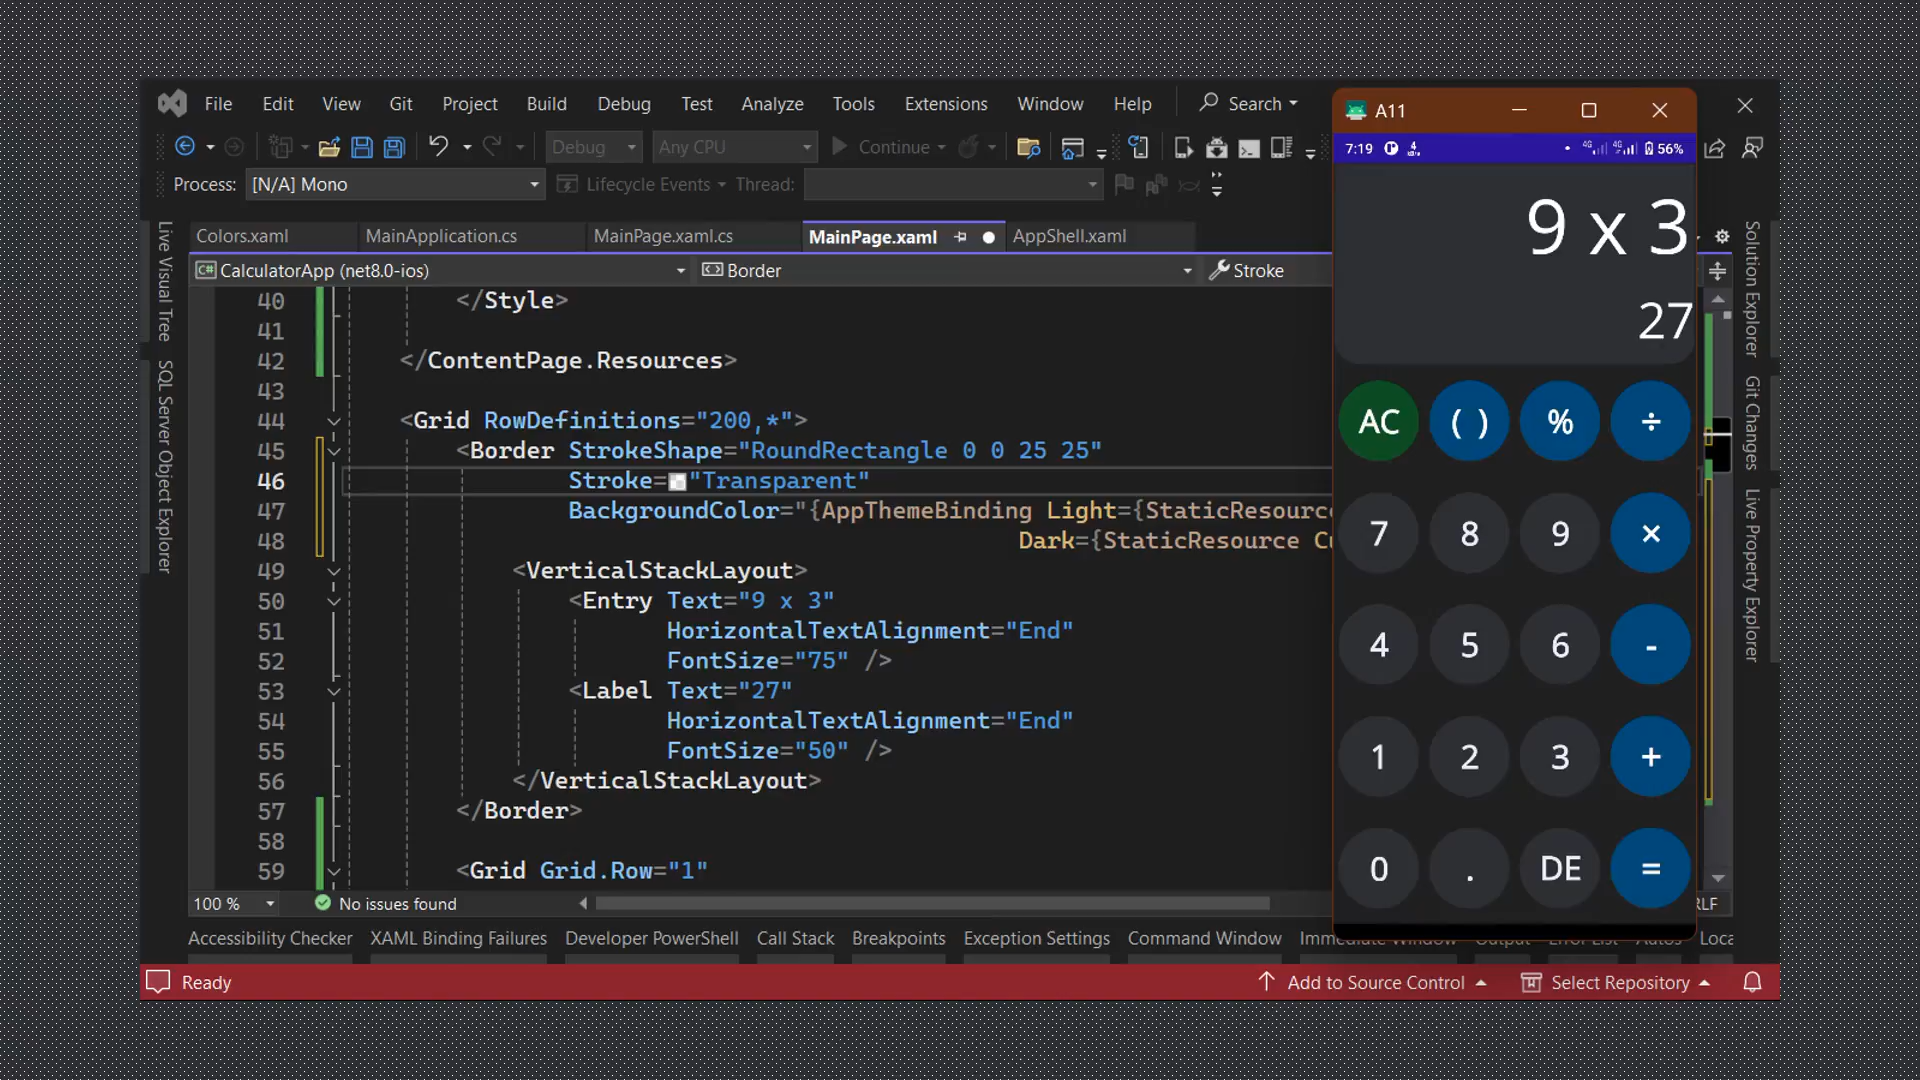 File Edit View Git Project Build Debug Test Analyze Tools Extensions Window Help Search
Debug Any CPU Continue
Process: [N/A] Mono Lifecycle Events Thread:
Live Visual Tree
SQL Server Object Explorer
Colors.xaml MainApplication.cs MainPage.xaml.cs MainPage.xaml AppShell.xaml
CalculatorApp (net8.0-ios) Border Stroke
40 </Style>
41
42 </ContentPage.Resources>
43
44 <Grid RowDefinitions="200,*">
45 <Border StrokeShape="RoundRectangle 0 0 25 25"
46 Stroke="Transparent"
47 BackgroundColor="{AppThemeBinding Light={StaticResource
48 Dark={StaticResource
49 <VerticalStackLayout>
50 <Entry Text="9 x 3"
51 HorizontalTextAlignment="End"
52 FontSize="75" />
53 <Label Text="27"
54 HorizontalTextAlignment="End"
55 FontSize="50" />
56 </VerticalStackLayout>
57 </Border>
58
59 <Grid Grid.Row="1"
100 % No issues found
Accessibility Checker XAML Binding Failures Developer PowerShell Call Stack Breakpoints Exception Settings Command Window
Ready Add to Source Control Select Repository
A11
7:19 4G 4G 56%
9 x 3
27
AC ( ) % ÷
7 8 9 ×
4 5 6 -
1 2 3 +
0 . DE =
Solution Explorer
Git Changes
Live Property Explorer